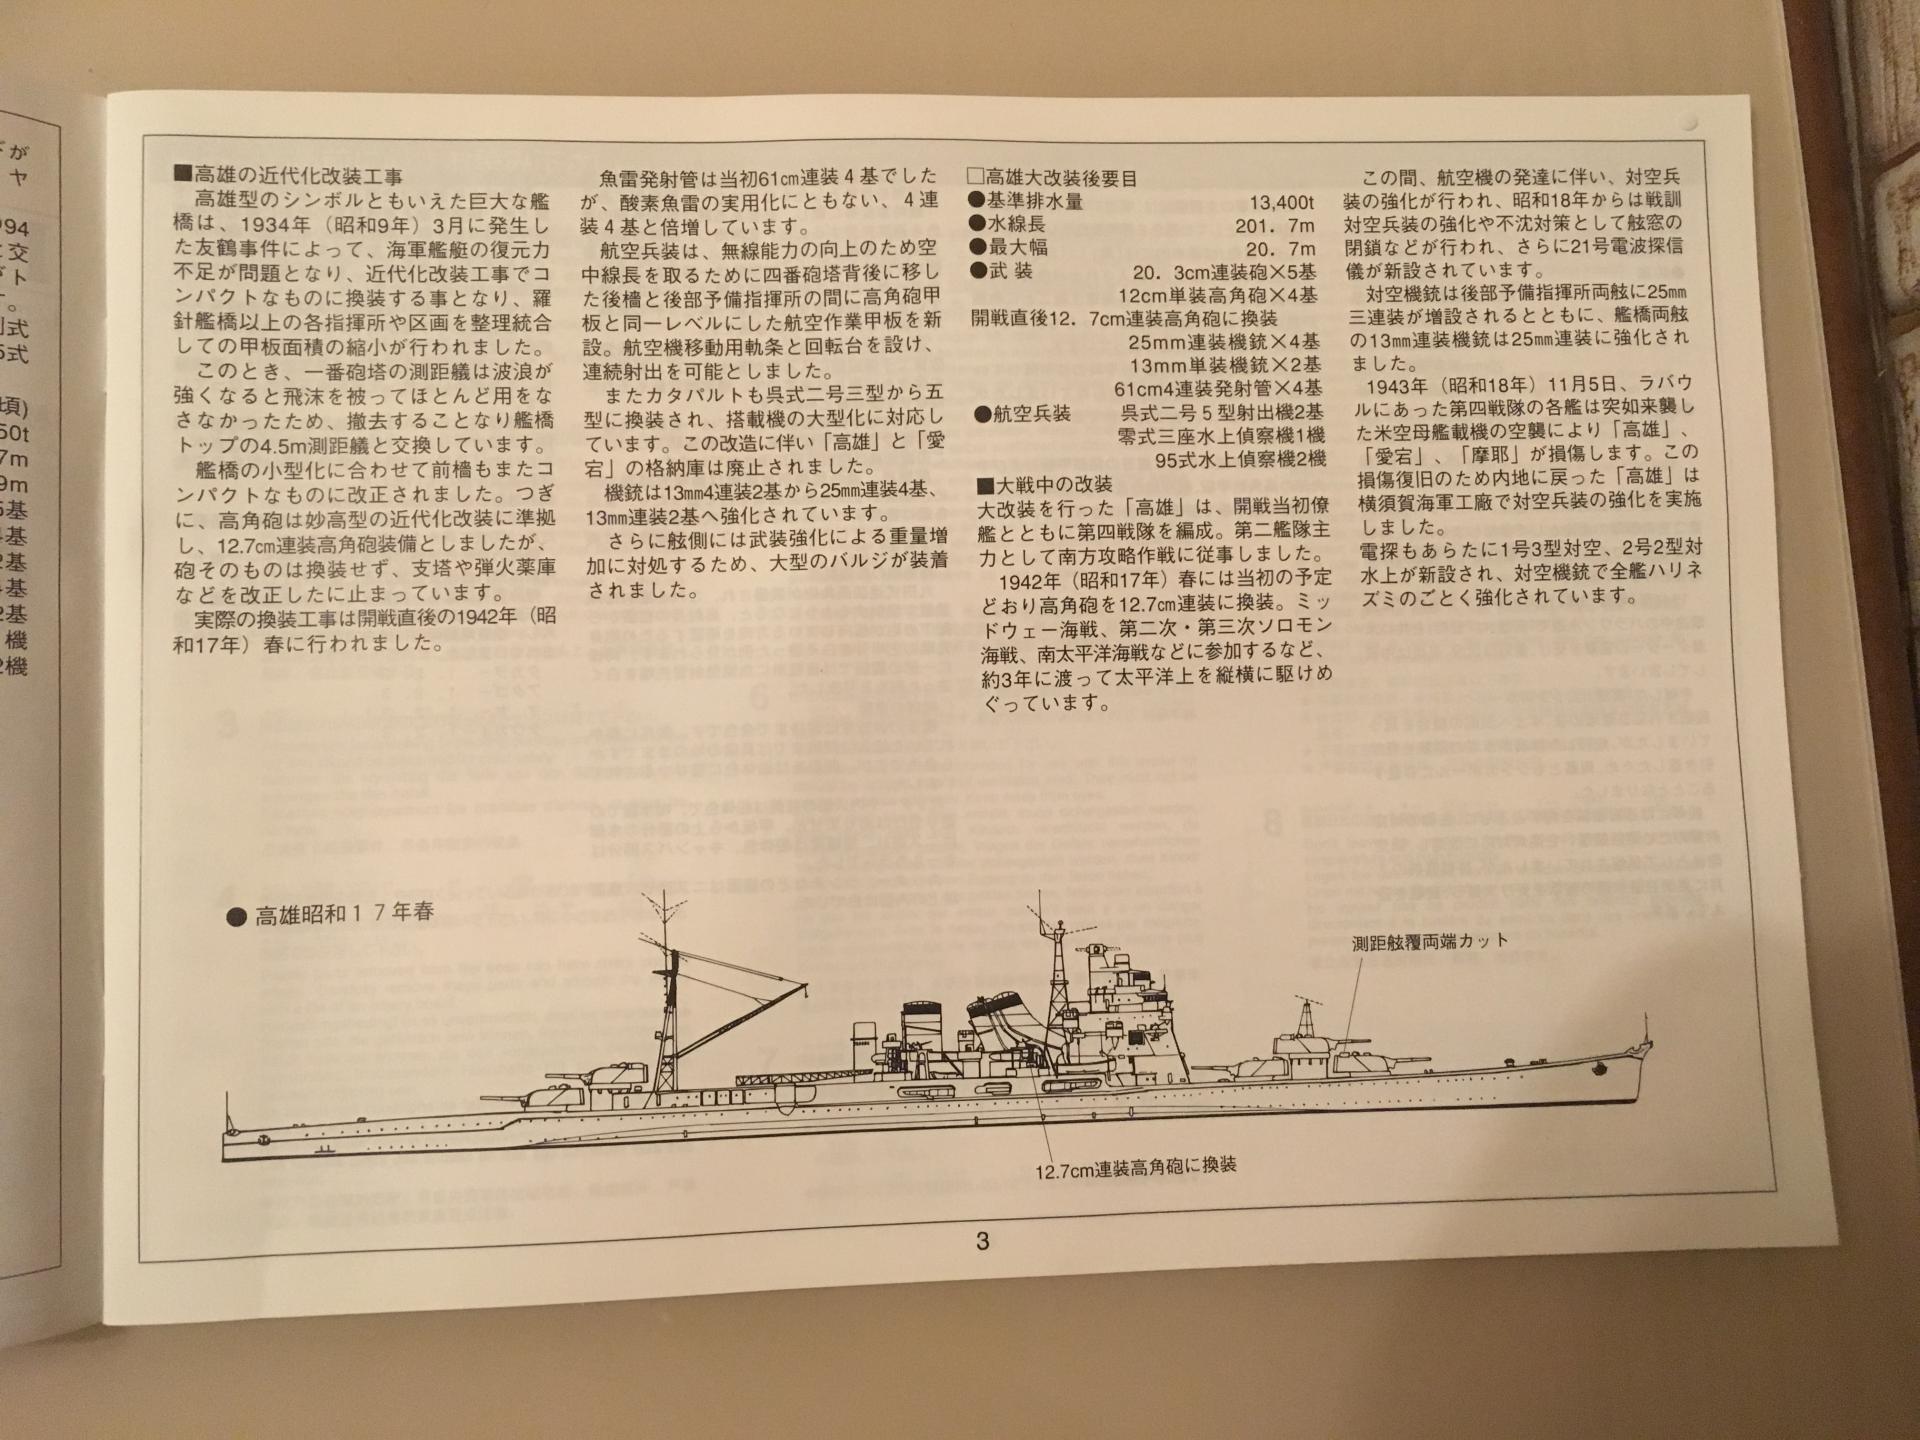 が
ヤ
994
交
ト
。
式
5式
頃)
50t
7m
9m
5基
基
2基
基
2基
機
2機
■高雄の近代化改装工事
高雄型のシンボルともいえた巨大な艦
橋は、1934年（昭和9年）3月に発生し
た友鶴事件によって、海軍艦艇の復元力
不足が問題となり、近代化改装工事でコ
ンパクトなものに換装する事となり、羅
針艦橋以上の各指揮所や区画を整理統合
しての甲板面積の縮小が行われました。
このとき、一番砲塔の測距儀は波浪が
強くなると飛沫を被ってほとんど用をな
さなかったため、撤去することなり艦橋
トップの4.5m測距儀と交換しています。
艦橋の小型化に合わせて前檣もまたコ
ンパクトなものに改正されました。つぎ
に、高角砲は妙高型の近代化改装に準拠
し、12.7㎝連装高角砲装備としましたが、
砲そのものは換装せず、支塔や弾火薬庫
などを改正したに止まっています。
実際の換装工事は開戦直後の1942年（昭
和17年）春に行われました。
魚雷発射管は当初61㎝連装４基でした
が、酸素魚雷の実用化にともない、４連
装４基と倍増しています。
航空兵装は、無線能力の向上のため空
中線長を取るために四番砲塔背後に移し
た後檣と後部予備指揮所の間に高角砲甲
板と同一レベルにした航空作業甲板を新
設。航空機移動用軌条と回転台を設け、
連続射出を可能としました。
またカタパルトも呉式二号三型から五
型に換装され、搭載機の大型化に対応し
ています。この改造に伴い「高雄」と「愛
宕」の格納庫は廃止されました。
機銃は13㎜4連装2基から25㎜連装4基、
13㎜連装2基へ強化されています。
さらに舷側には武装強化による重量増
加に対処するため、大型のバルジが装着
されました。
□高雄大改装後要目
●基準排水量 13,400t
●水線長 201．7m
●最大幅 20．7m
●武 装 20．3cm連装砲×5基
12cm単装高角砲×4基
開戦直後12．7cm連装高角砲に換装
25mm連装機銃×4基
13mm単装機銃×2基
61cm4連装発射管×4基
●航空兵装 呉式二号５型射出機2基
零式三座水上偵察機1機
95式水上偵察機2機
■大戦中の改装
大改装を行った「高雄」は、開戦当初僚
艦とともに第四戦隊を編成。第二艦隊主
力として南方攻略作戦に従事しました。
1942年（昭和17年）春には当初の予定
どおり高角砲を12.7㎝連装に換装。ミッ
ドウェー海戦、第二次・第三次ソロモン
海戦、南太平洋海戦などに参加するなど、
約3年に渡って太平洋上を縦横に駆けめ
ぐっています。
この間、航空機の発達に伴い、対空兵
装の強化が行われ、昭和18年からは戦訓
対空兵装の強化や不沈対策として舷窓の
閉鎖などが行われ、さらに21号電波探信
儀が新設されています。
対空機銃は後部予備指揮所両舷に25㎜
三連装が増設されるとともに、艦橋両舷
の13㎜連装機銃は25㎜連装に強化され
ました。
1943年（昭和18年）11月5日、ラバウ
ルにあった第四戦隊の各艦は突如来襲し
た米空母艦載機の空襲により「高雄」、
「愛宕」、「摩耶」が損傷します。この
損傷復旧のため内地に戻った「高雄」は
横須賀海軍工廠で対空兵装の強化を実施
しました。
電探もあらたに1号3型対空、2号2型対
水上が新設され、対空機銃で全艦ハリネ
ズミのごとく強化されています。
●高雄昭和１７年春
測距舷覆両端カット
12.7cm連装高角砲に換装
3